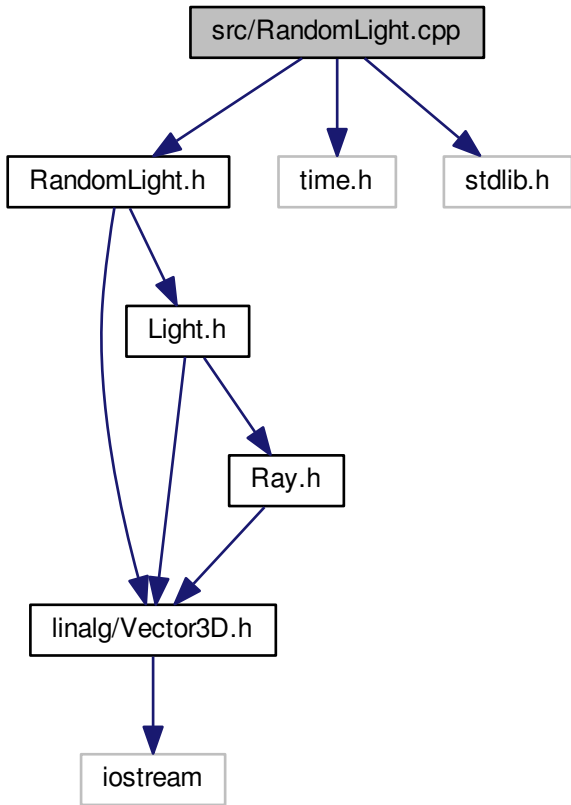 src/RandomLight.cpp
RandomLight.h
time.h
stdlib.h
Light.h
Ray.h
linalg/Vector3D.h
iostream